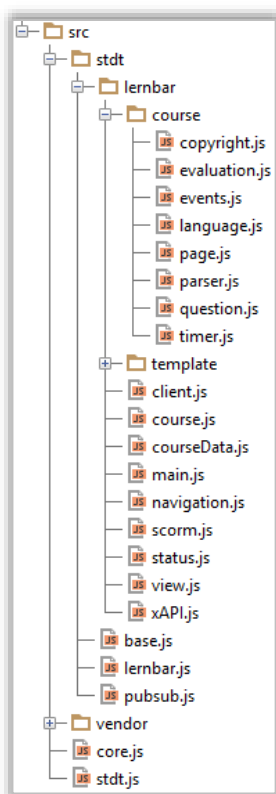 src
stdt
lernbar
course
copyright.js
evaluation.js
events.js
language.js
page.js
parser.js
question.js
timer.js
template
client.js
course.js
courseData.js
main.js
navigation.js
scorm.js
status.js
view.js
xAPI.js
base.js
lernbar.js
pubsub.js
vendor
core.js
stdt.js